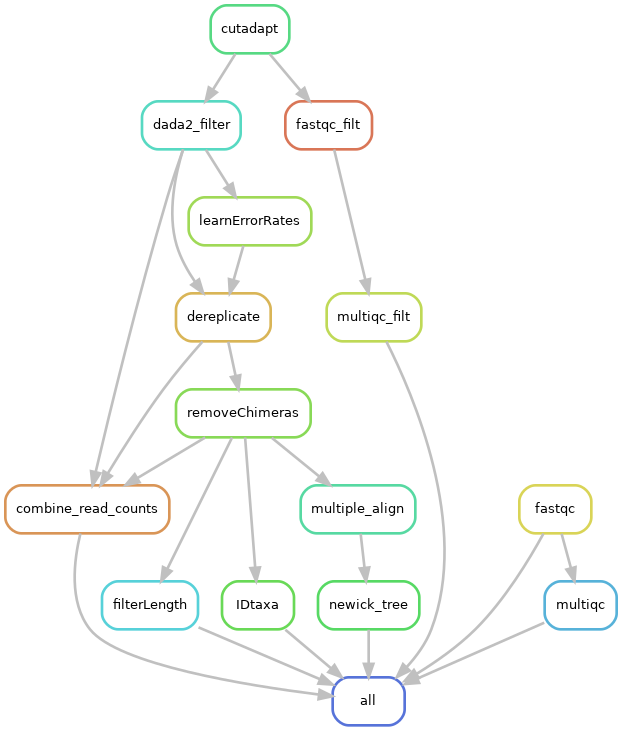 cutadapt
dada2_filter
fastqc_filt
learnErrorRates
dereplicate
multiqc_filt
removeChimeras
combine_read_counts
multiple_align
fastqc
filterLength
IDtaxa
newick_tree
multiqc
all